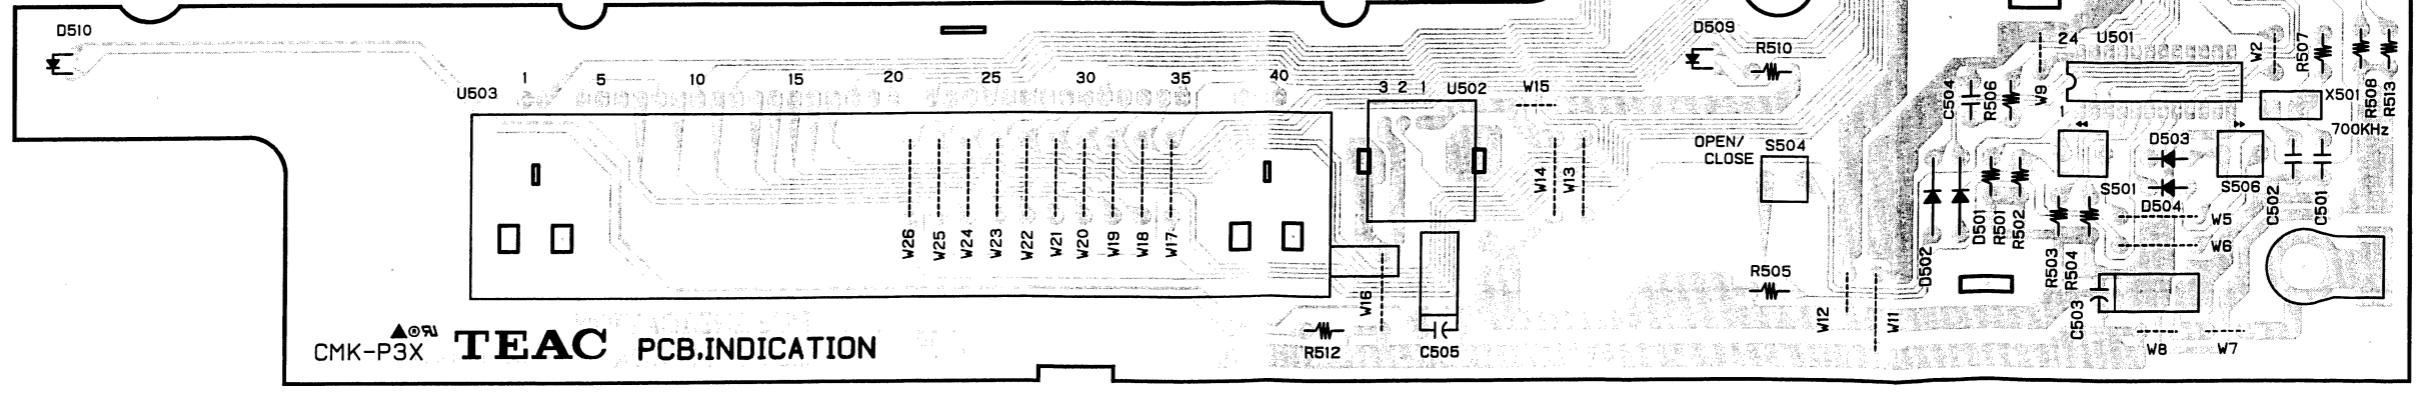 D510
D509
R510
24
U501
W2
R507
R508
R513
1
5
10
15
20
25
30
35
40
U503
3 2 1
U502
W15
C504
R506
W9
1
X501
700KHz
OPEN/
CLOSE
S504
D503
W14
W13
S501
S506
D504
C502
C501
W26
W25
W24
W23
W22
W21
W20
W19
W18
W17
D502
D501
R501
R502
W5
W6
R503
R504
R505
W16
W12
W11
C503
CMK-P3X
TEAC PCB,INDICATION
R512
C505
W8
W7